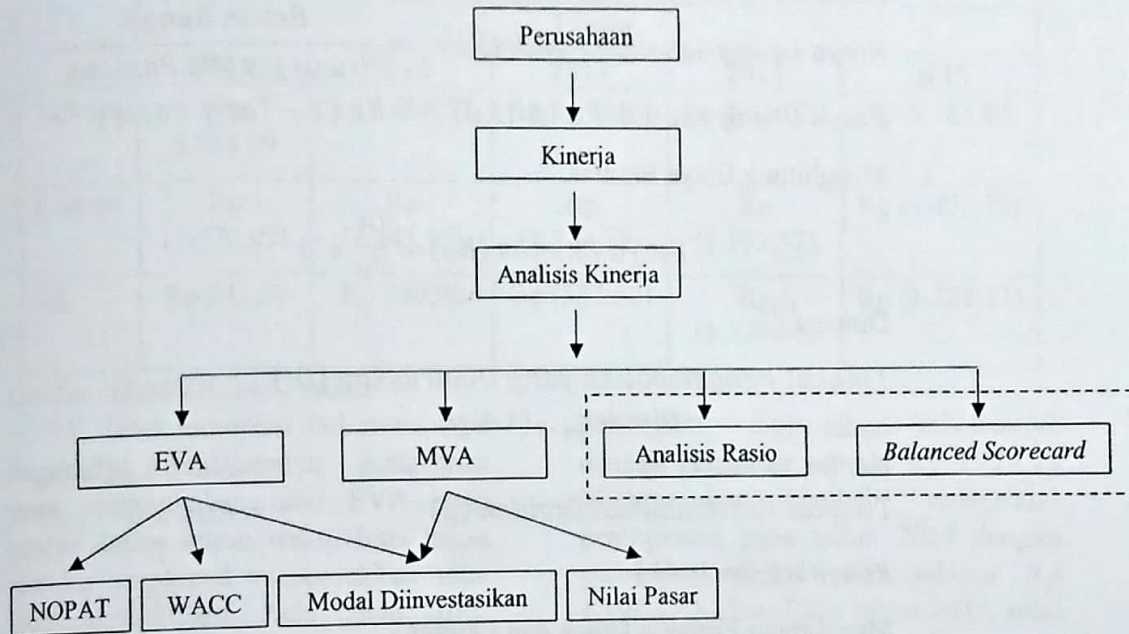 Perusahaan
Kinerja
Analisis Kinerja
EVA
MVA
Analisis Rasio
Balanced Scorecard
NOPAT
WACC
Modal Diinvestasikan
Nilai Pasar